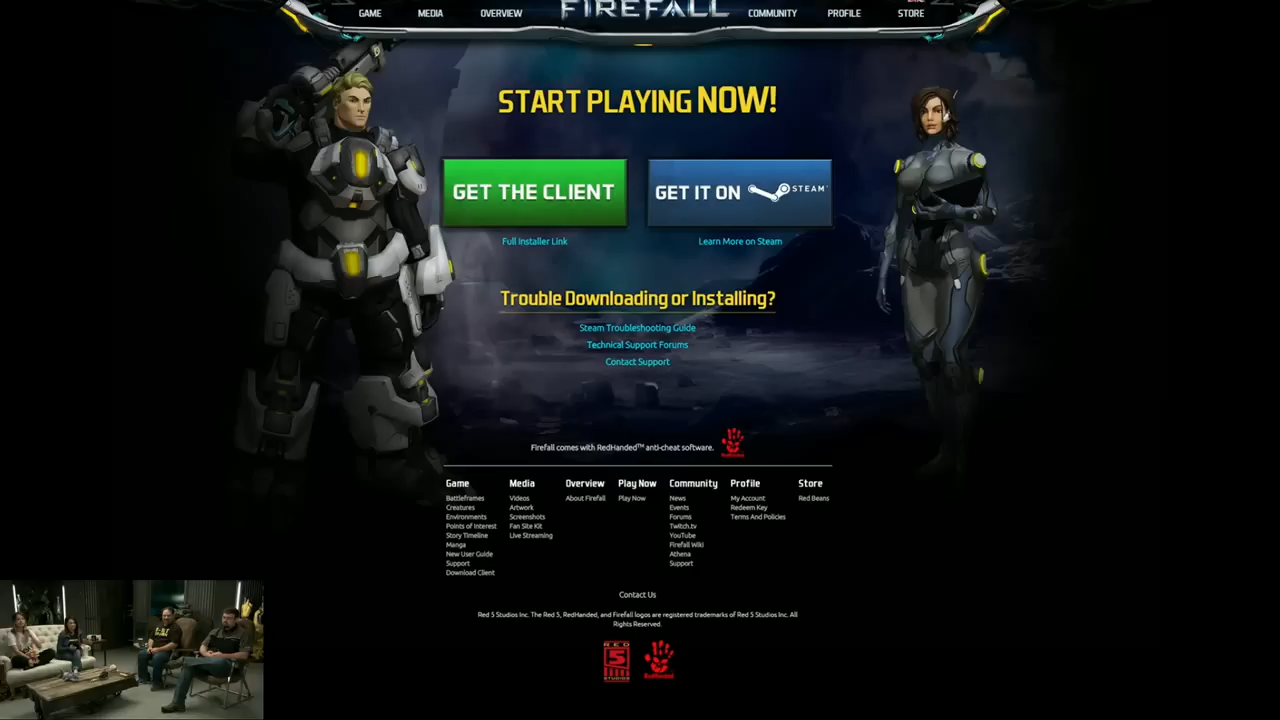 GAME MEDIA OVERVIEW FIREFALL COMMUNITY PROFILE STORE
START PLAYING NOW!
GET THE CLIENT
GET IT ON STEAM
Full Installer Link
Learn More on Steam
Trouble Downloading or Installing?
Steam Troubleshooting Guide
Technical Support Forums
Contact Support
Firefall comes with RedHanded™ anti-cheat software.
RedHanded
Game
Battleframes
Creatures
Environments
Points of Interest
Story Timeline
Manga
New User Guide
Support
Download Client
Media
Videos
Artwork
Screenshots
Fan Site Kit
Live Streaming
Overview
About Firefall
Play Now
Play Now
Community
News
Events
Forums
Twitch.tv
YouTube
Firefall Wiki
Athena
Support
Profile
My Account
Redeem Key
Terms And Policies
Store
Red Beans
Contact Us
Red 5 Studios Inc. The Red 5, RedHanded, and Firefall logos are registered trademarks of Red 5 Studios Inc. All
Rights Reserved.
RED
5
STUDIOS
RedHanded